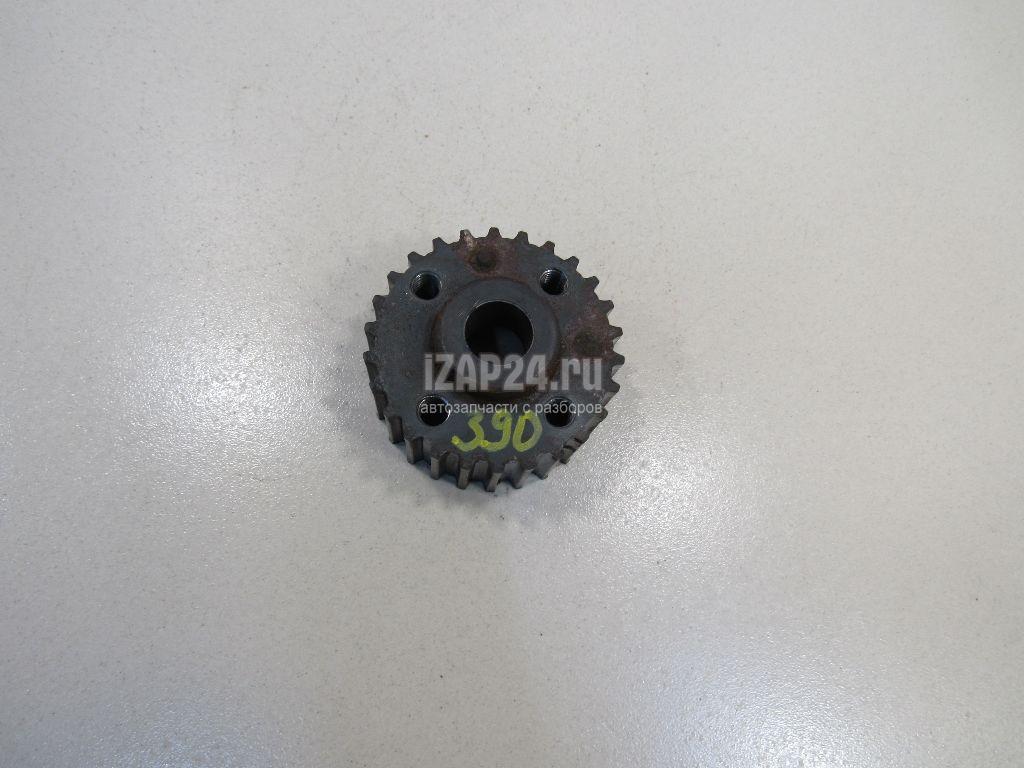 iZAP24.ru
автозапчасти с разборов
390